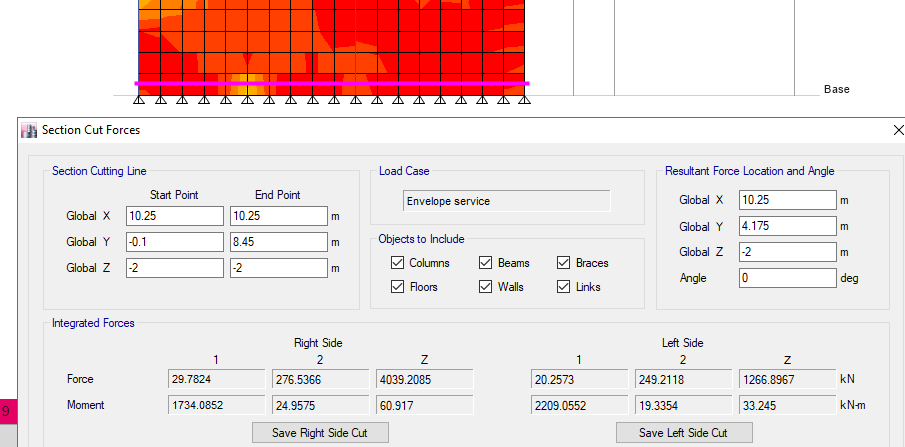 Base
Section Cut Forces
Section Cutting Line
Start Point End Point
Global X 10.25 10.25 m
Global Y -0.1 8.45 m
Global Z -2 -2 m
Load Case
Envelope service
Objects to Include
Columns Beams Braces
Floors Walls Links
Resultant Force Location and Angle
Global X 10.25 m
Global Y 4.175 m
Global Z -2 m
Angle 0 deg
Integrated Forces
Right Side Left Side
1 2 Z 1 2 Z
Force 29.7824 276.5366 4039.2085 20.2573 249.2118 1266.8967 kN
Moment 1734.0852 24.9575 60.917 2209.0552 19.3354 33.245 kN-m
Save Right Side Cut Save Left Side Cut
9